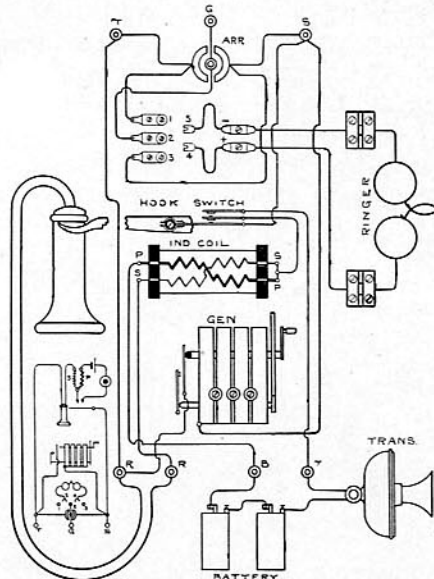 G
T
S
ARR
1
5
-
2
+
4
3
HOOK SWITCH
RINGER
IND COIL
P
S
S
P
GEN
S
P
R
R
B
T
TRANS.
T
G
S
BATTERY